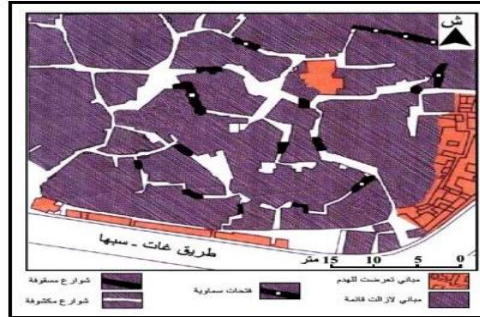 ش
طريق غات - سبها
15 متر 10 5 0
مباني تعرضت للهدم
مباني لازالت قائمة
فتحات سماوية
شوارع مسقوفة
شوارع مكشوفة